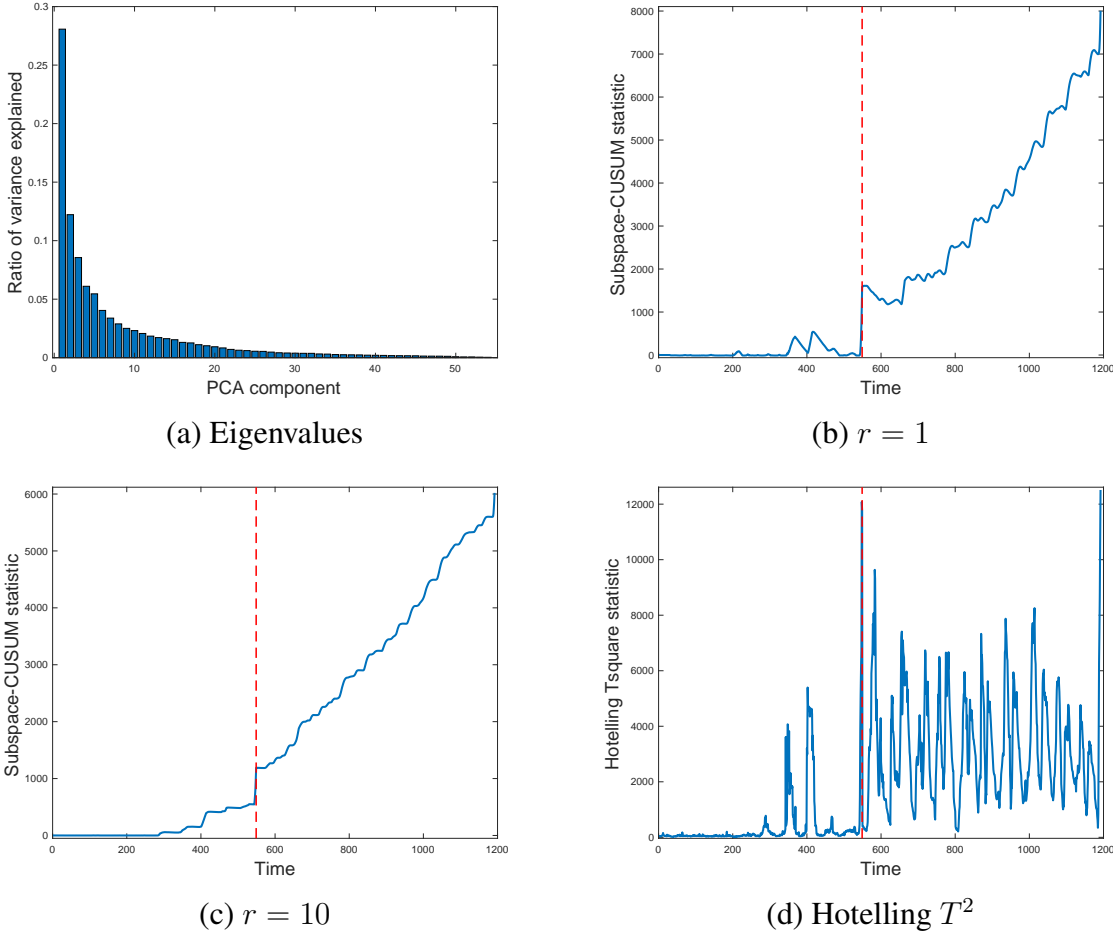 0.3
0.25
0.2
0.15
0.1
0.05
0
Ratio of variance explained
0 10 20 30 40 50
PCA component
(a) Eigenvalues
8000
7000
6000
5000
4000
3000
2000
1000
0
Subspace-CUSUM statistic
0 200 400 600 800 1000 1200
Time
(b) r = 1
6000
5000
4000
3000
2000
1000
0
Subspace-CUSUM statistic
0 200 400 600 800 1000 1200
Time
(c) r = 10
12000
10000
8000
6000
4000
2000
0
Hotelling Tsquare statistic
0 200 400 600 800 1000 1200
Time
(d) Hotelling T²